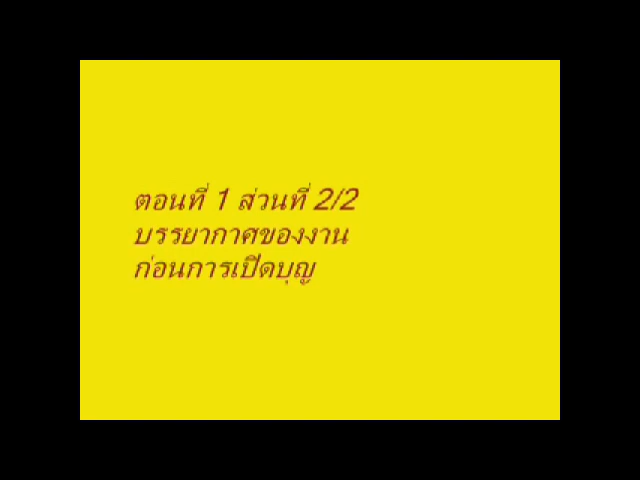 ตอนที่ 1 ส่วนที่ 2/2
บรรยากาศของงาน
ก่อนการเปิดบุญ